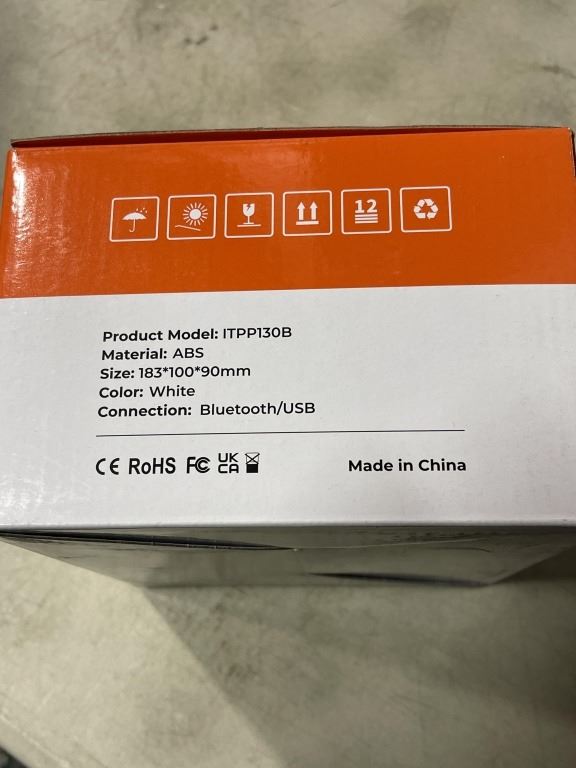 12
Product Model: ITPP130B
Material: ABS
Size: 183*100*90mm
Color: White
Connection: Bluetooth/USB
CE RoHS FC UK CA Made in China